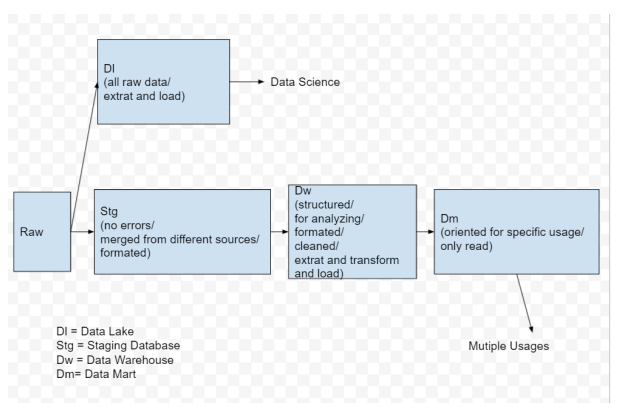 Dl
(all raw data/
extrat and load)
Data Science
Raw
Stg
(no errors/
merged from different sources/
formated)
Dw
(structured/
for analyzing/
formated/
cleaned/
extrat and transform
and load)
Dm
(oriented for specific usage/
only read)
Dl = Data Lake
Stg = Staging Database
Dw = Data Warehouse
Dm= Data Mart
Mutiple Usages